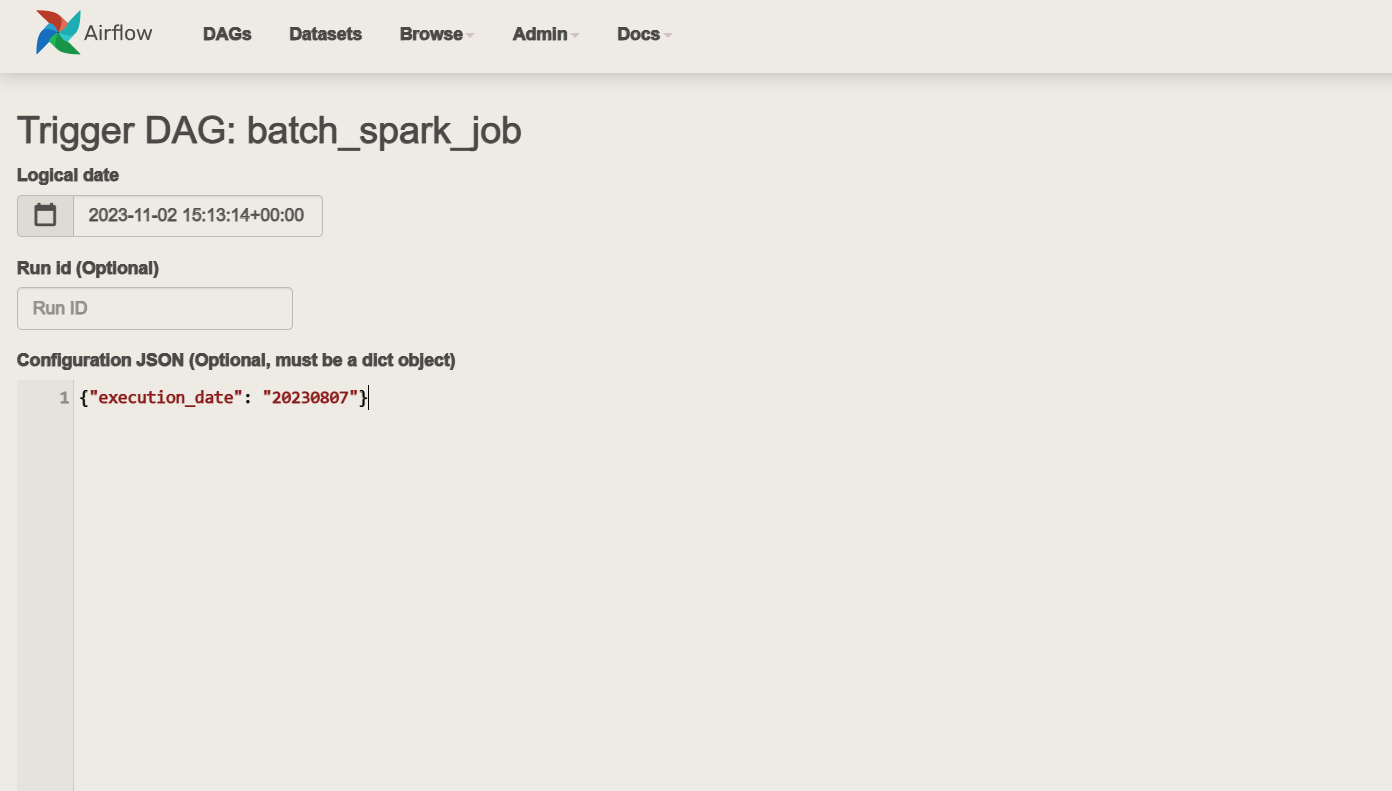 Airflow DAGs Datasets Browse Admin Docs
Trigger DAG: batch_spark_job
Logical date
2023-11-02 15:13:14+00:00
Run id (Optional)
Run ID
Configuration JSON (Optional, must be a dict object)
1 {"execution_date": "20230807"}